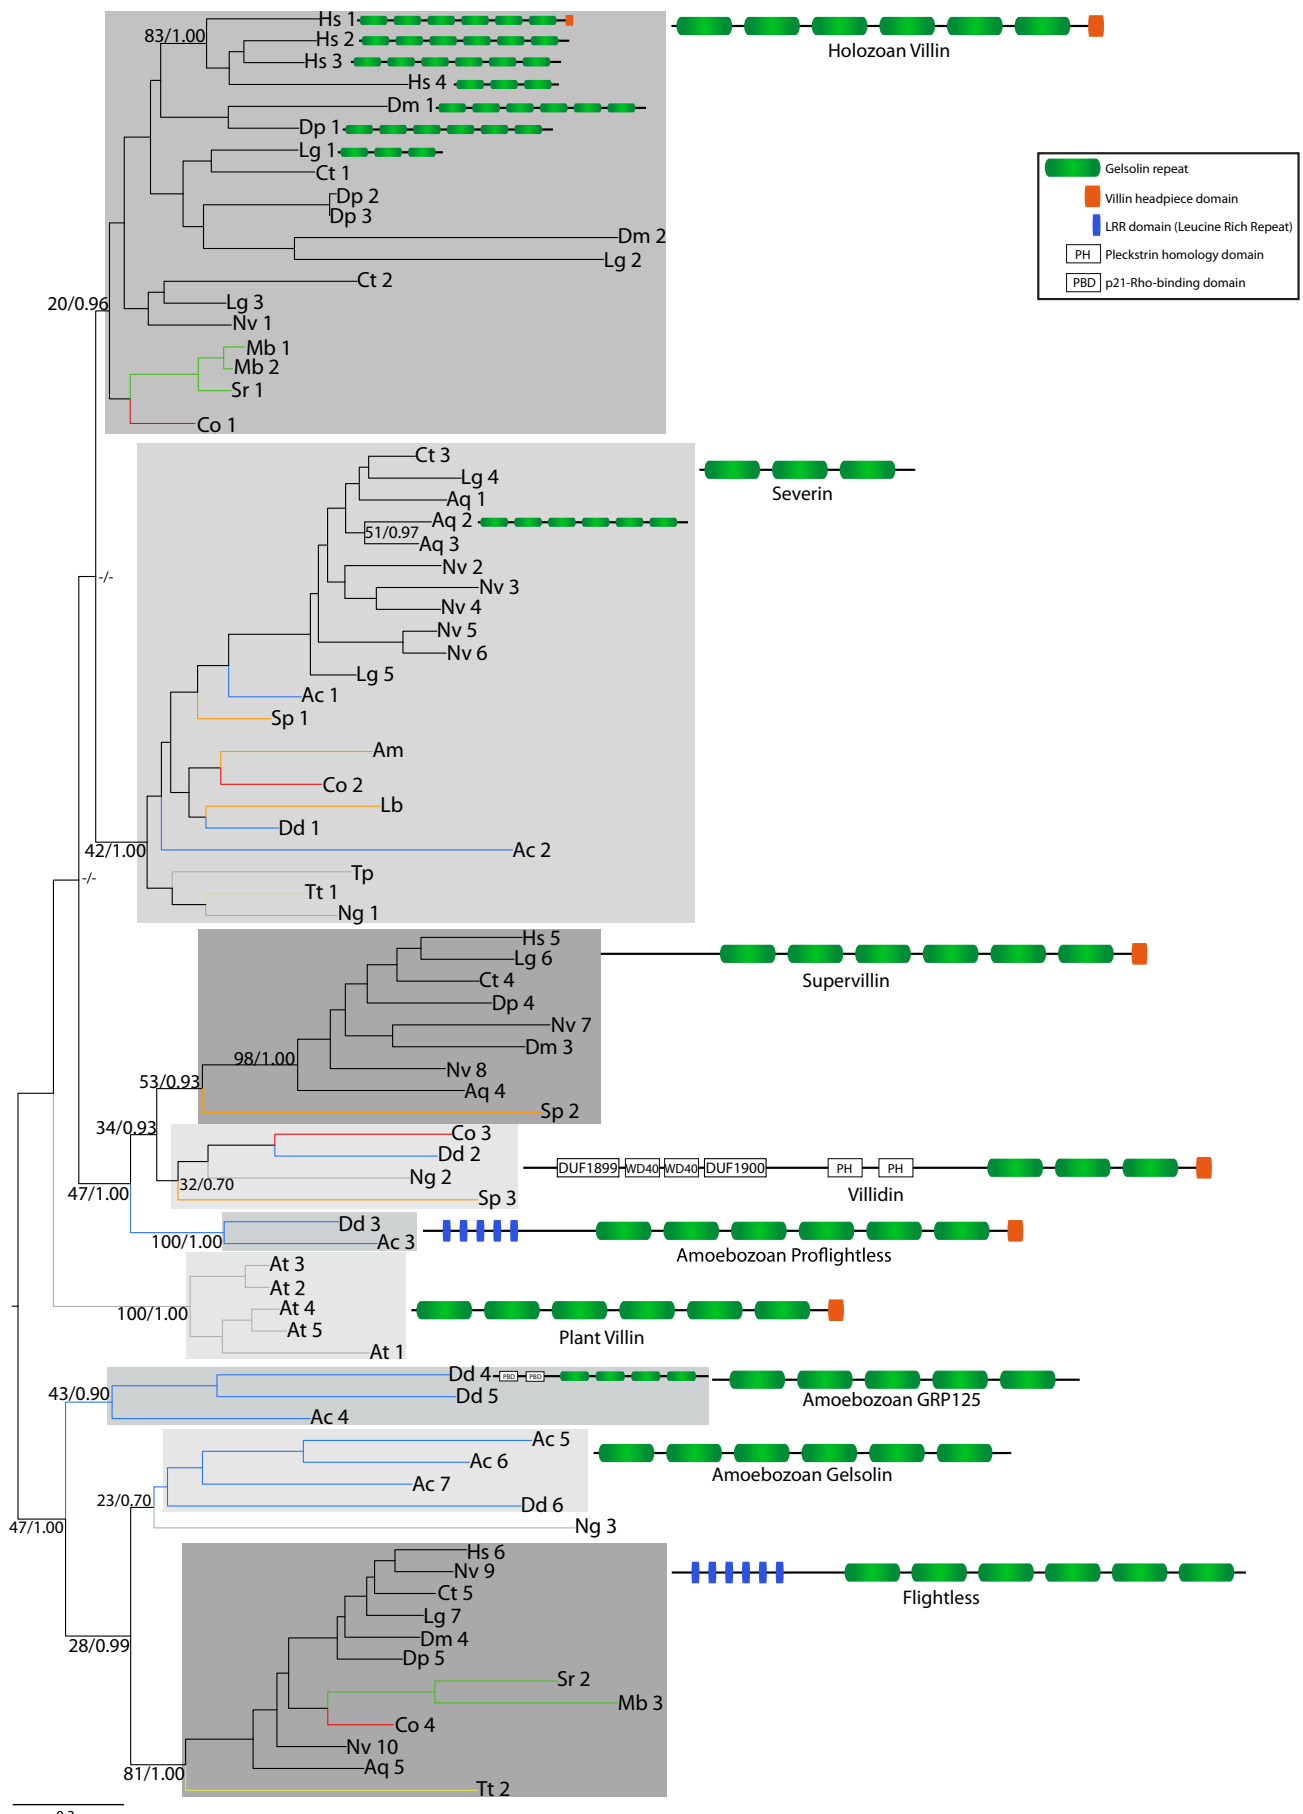 Hs 1
83/1.00
Holozoan Villin
Hs 2
Hs 3
Hs 4
Dm 1
Dp 1
Lg 1
Ct 1
Dp 2
Dp 3
Dm 2
Lg 2
Ct 2
20/0.96
Lg 3
Nv 1
Mb 1
Mb 2
Sr 1
Co 1
Gelsolin repeat
Villin headpiece domain
LRR domain (Leucine Rich Repeat)
PH Pleckstrin homology domain
PBD p21-Rho-binding domain
Ct 3
Lg 4
Severin
Aq 1
Aq 2
51/0.97
Aq 3
Nv 2
-/-
Nv 3
Nv 4
Nv 5
Nv 6
Lg 5
Ac 1
Sp 1
Am
Co 2
Lb
Dd 1
42/1.00
Ac 2
Tp
-/-
Tt 1
Ng 1
Hs 5
Lg 6
Supervillin
Ct 4
Dp 4
Nv 7
Dm 3
98/1.00
Nv 8
53/0.93
Aq 4
Sp 2
34/0.93
Co 3
Dd 2
DUF1899 WD40 WD40 DUF1900 PH PH
Ng 2
32/0.70
47/1.00
Villidin
Sp 3
Dd 3
100/1.00
Ac 3
Amoebozoan Proflightless
At 3
At 2
At 4
100/1.00
At 5
Plant Villin
At 1
Dd 4
PBD PBD
43/0.90
Dd 5
Amoebozoan GRP125
Ac 4
Ac 5
Ac 6
Amoebozoan Gelsolin
Ac 7
23/0.70
Dd 6
47/1.00
Ng 3
Hs 6
Nv 9
Ct 5
Flightless
Lg 7
Dm 4
28/0.99
Dp 5
Sr 2
Mb 3
Co 4
Nv 10
81/1.00
Aq 5
Tt 2